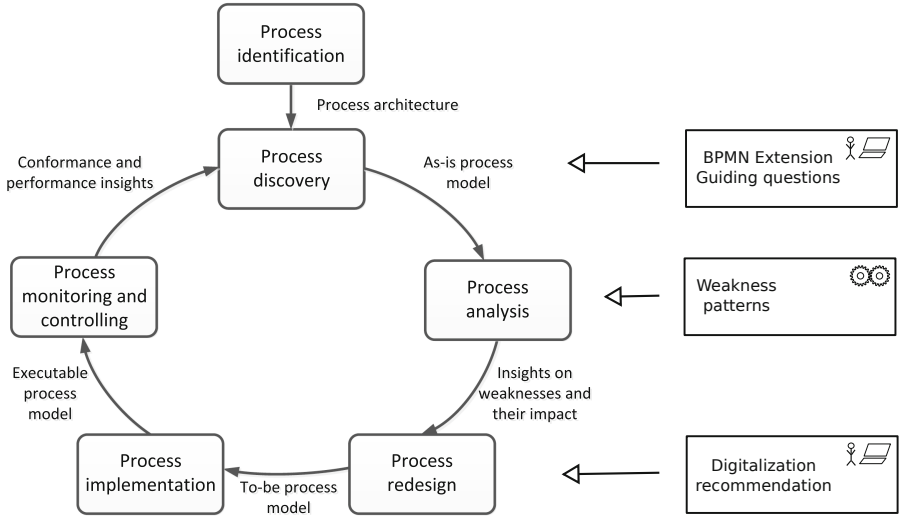 Process
identification
Process architecture
Process
discovery
Conformance and
performance insights
As-is process
model
BPMN Extension
Guiding questions
Process
monitoring and
controlling
Process
analysis
Weakness
patterns
Executable
process
model
Insights on
weaknesses and
their impact
Process
implementation
To-be process
model
Process
redesign
Digitalization
recommendation